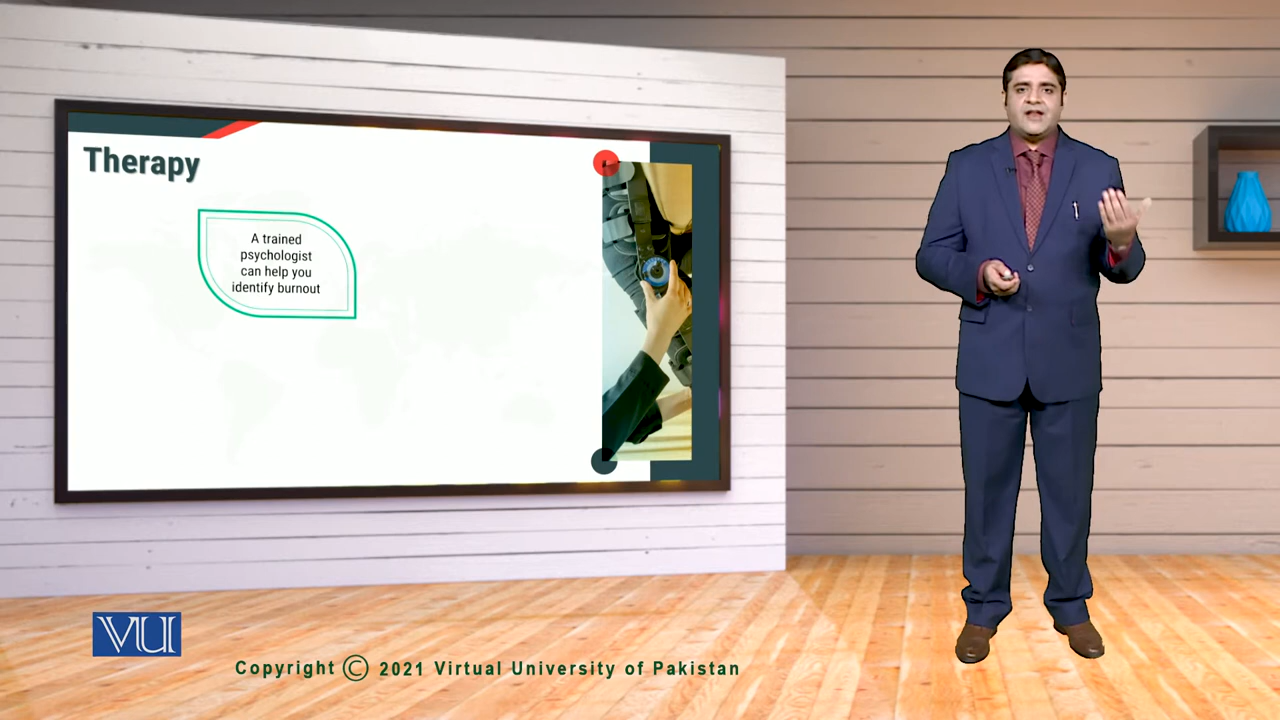 Therapy
A trained
psychologist
can help you
identify burnout
VU
Copyright © 2021 Virtual University of Pakistan